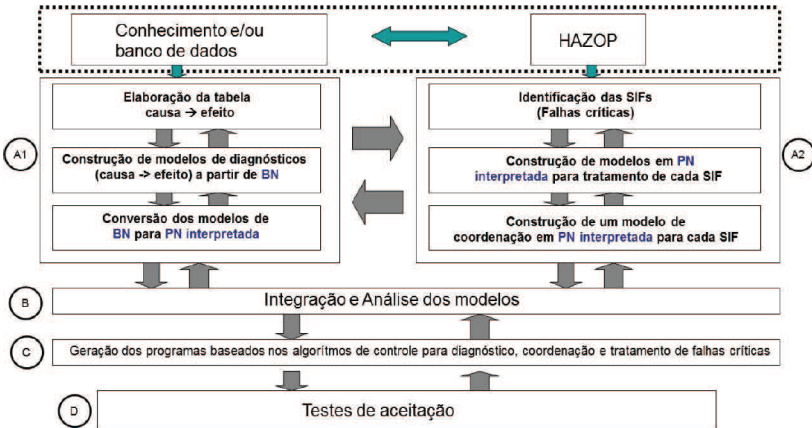 Conhecimento e/ou
banco de dados
HAZOP
A1
Elaboração da tabela
causa → efeito
Construção de modelos de diagnósticos
(causa -> efeito) a partir de BN
Conversão dos modelos de
BN para PN interpretada
Identificação das SIFs
(Falhas críticas)
Construção de modelos em PN
interpretada para tratamento de cada SIF
Construção de um modelo de
coordenação em PN interpretada para cada SIF
A2
B
Integração e Análise dos modelos
C
Geração dos programas baseados nos algorítmos de controle para diagnóstico, coordenação e tratamento de falhas críticas
D
Testes de aceitação